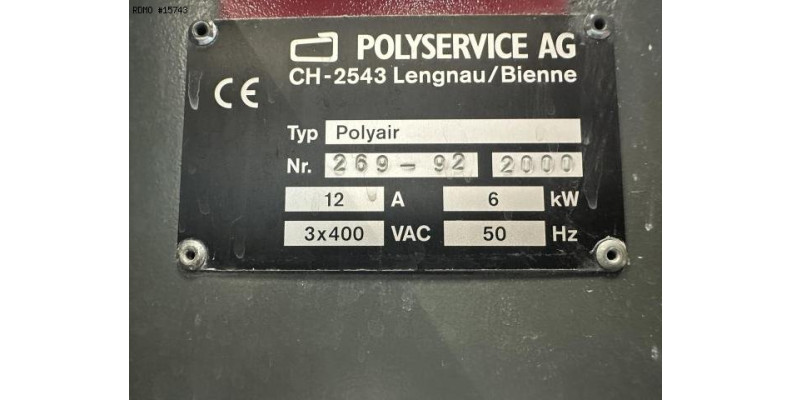 RDMO #15743
POLYSERVICE AG
CH-2543 Lengnau/Bienne
CE
Typ Polyair
Nr. 269-92 2000
12 A 6 kW
3x400 VAC 50 Hz